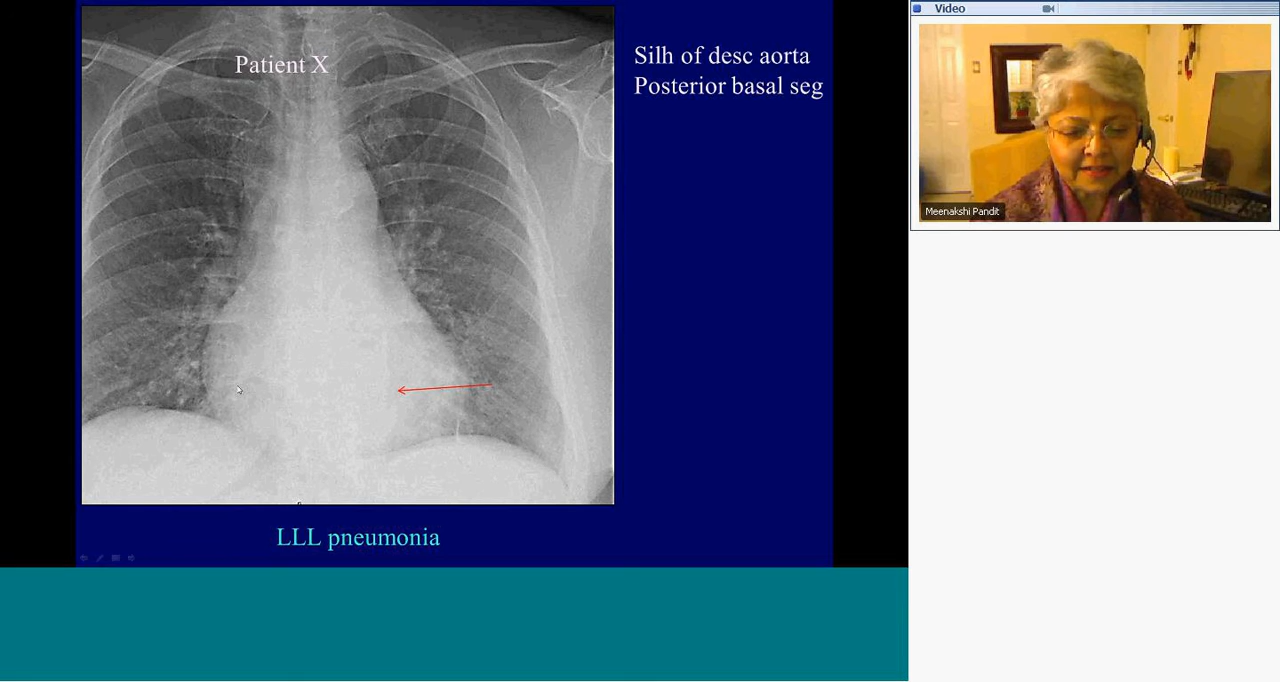 Patient X
Silh of desc aorta
Posterior basal seg
LLL pneumonia
Video
Meenakshi Pandit